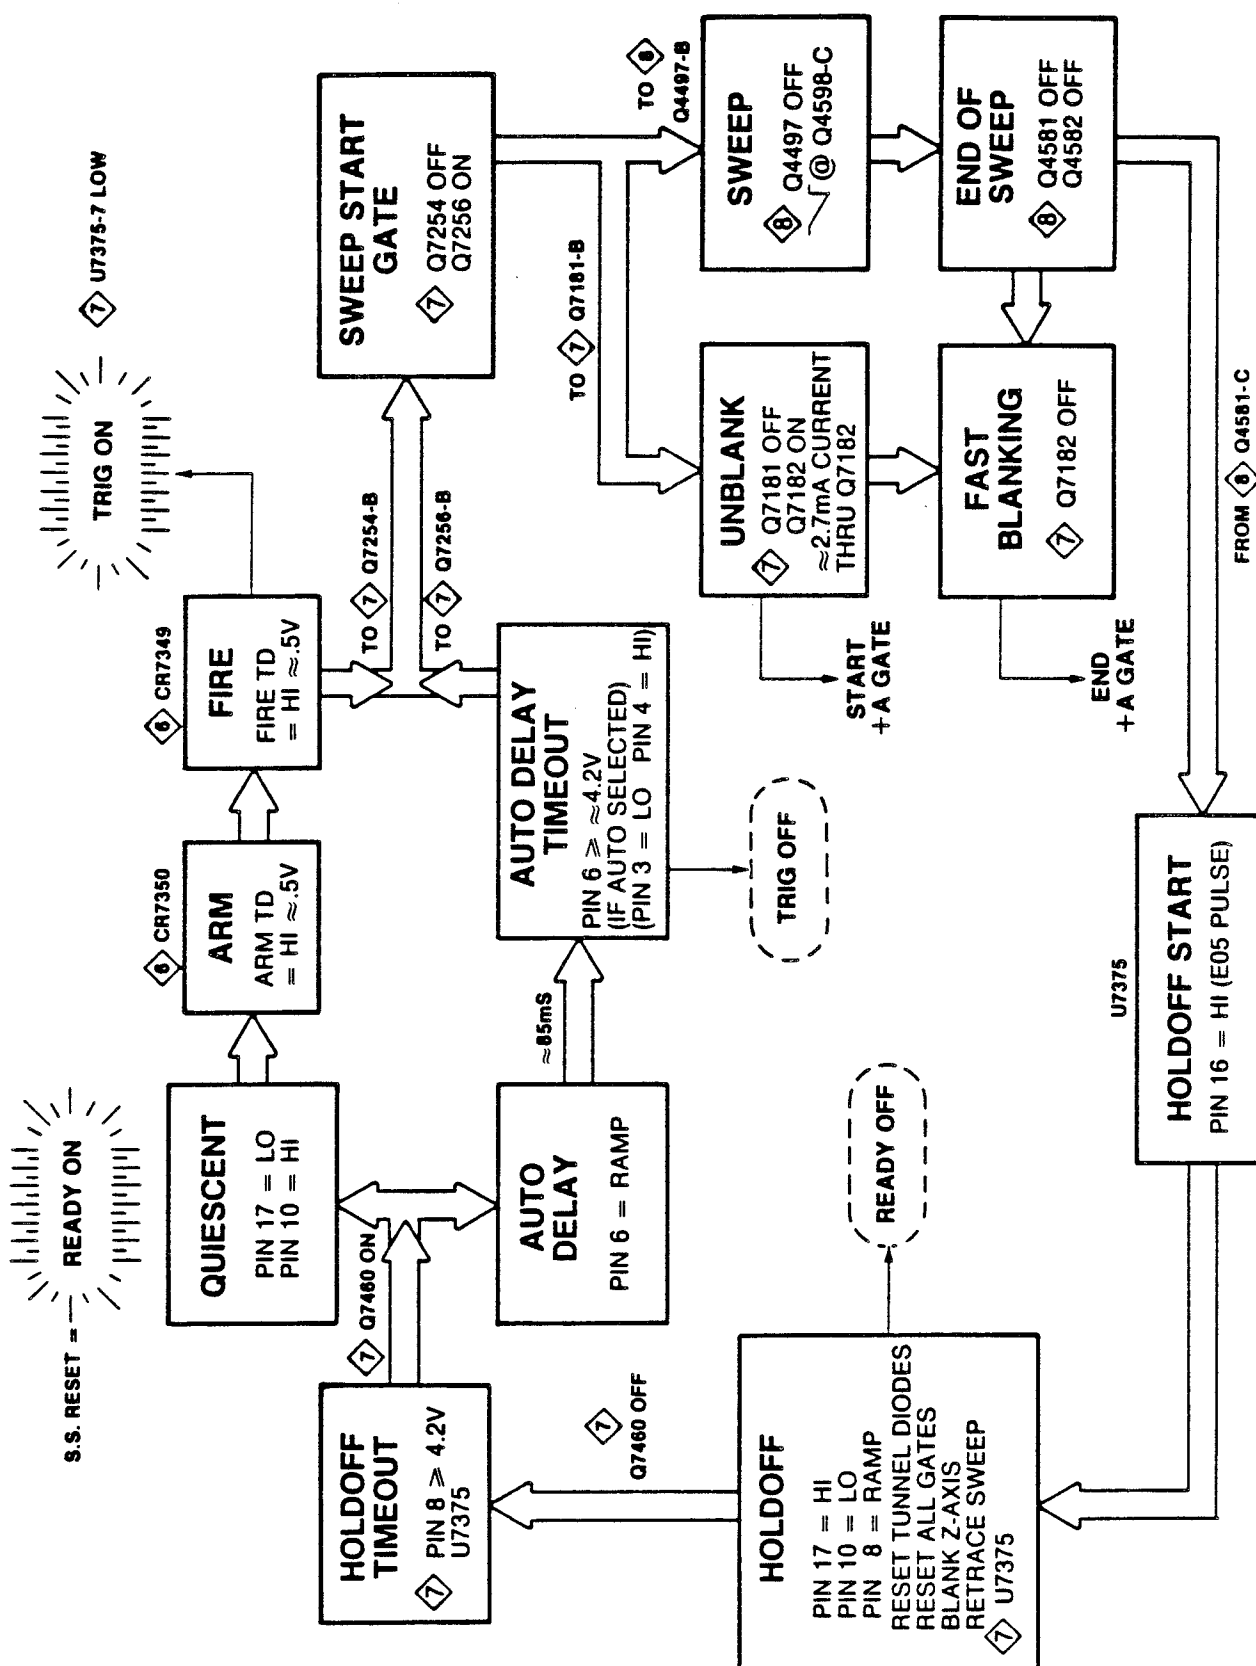 S.S. RESET =
READY ON
TRIG ON
7 U7375-7 LOW
HOLDOFF
TIMEOUT
7 PIN 8 ⩾ 4.2V
U7375
7 Q7460 ON
QUIESCENT
PIN 17 = LO
PIN 10 = HI
6 CR7350
ARM
ARM TD
= HI ≈.5V
6 CR7349
FIRE
FIRE TD
= HI ≈.5V
TO 7 Q7254-B
TO 7 Q7256-B
SWEEP START
GATE
7 Q7254 OFF
Q7256 ON
AUTO
DELAY
PIN 6 = RAMP
≈85mS
AUTO DELAY
TIMEOUT
PIN 6 ⩾ ≈4.2V
(IF AUTO SELECTED)
(PIN 3 = LO PIN 4 = HI)
TRIG OFF
TO 7 Q7181-B
TO 8
Q4497-B
UNBLANK
7 Q7181 OFF
Q7182 ON
≈2.7mA CURRENT
THRU Q7182
START
+A GATE
SWEEP
8 Q4497 OFF
@ Q4598-C
FAST
BLANKING
7 Q7182 OFF
END
+A GATE
END OF
SWEEP
8 Q4581 OFF
Q4582 OFF
FROM 8 Q4581-C
7
Q7460 OFF
HOLDOFF
PIN 17 = HI
PIN 10 = LO
PIN 8 = RAMP
RESET TUNNEL DIODES
RESET ALL GATES
BLANK Z-AXIS
RETRACE SWEEP
7 U7375
READY OFF
U7375
HOLDOFF START
PIN 16 = HI (E05 PULSE)